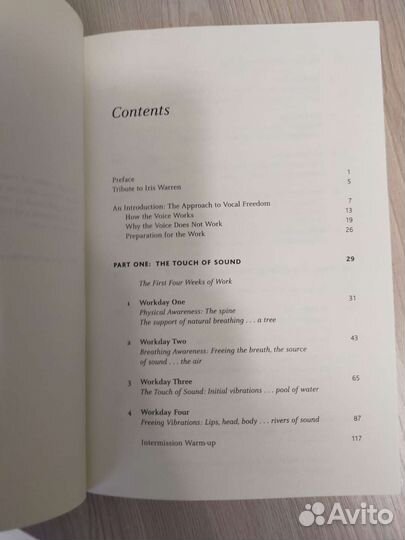 Contents
Preface 1
Tribute to Iris Warren 5
An Introduction: The Approach to Vocal Freedom 7
How the Voice Works 13
Why the Voice Does Not Work 19
Preparation for the Work 26
PART ONE: THE TOUCH OF SOUND 29
The First Four Weeks of Work
1 Workday One 31
Physical Awareness: The spine
The support of natural breathing . . . a tree
2 Workday Two 43
Breathing Awareness: Freeing the breath, the source
of sound . . . the air
3 Workday Three 65
The Touch of Sound: Initial vibrations . . . pool of water
4 Workday Four 87
Freeing Vibrations: Lips, head, body . . . rivers of sound
Intermission Warm-up 117
Avito